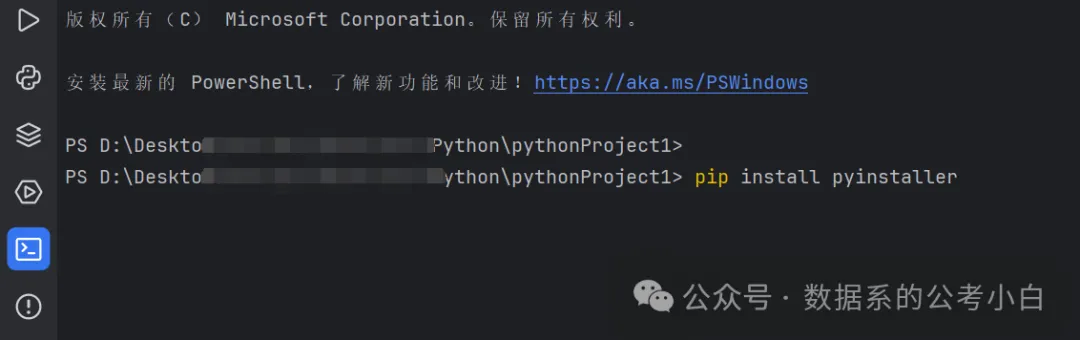 版权所有（C） Microsoft Corporation。保留所有权利。
安装最新的 PowerShell，了解新功能和改进！https://aka.ms/PSWindows
PS D:\Deskto Python\pythonProject1>
PS D:\Deskto ython\pythonProject1> pip install pyinstaller
公众号 · 数据系的公考小白